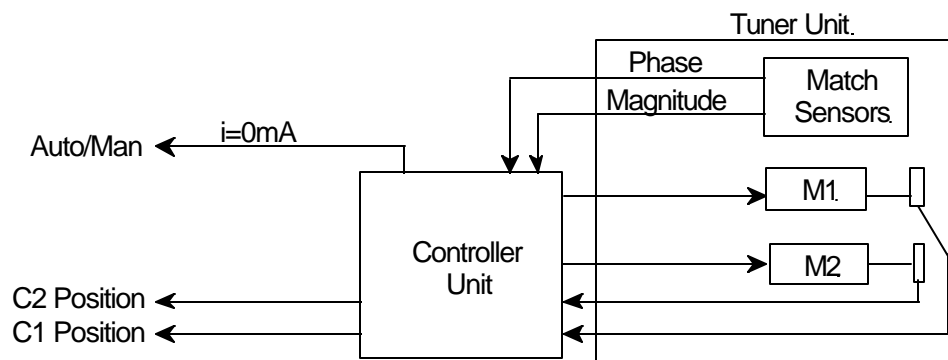 Tuner Unit.
Phase
Match
Sensors.
Magnitude
i=0mA
Auto/Man
M1.
Controller
Unit
M2.
C2 Position
C1 Position